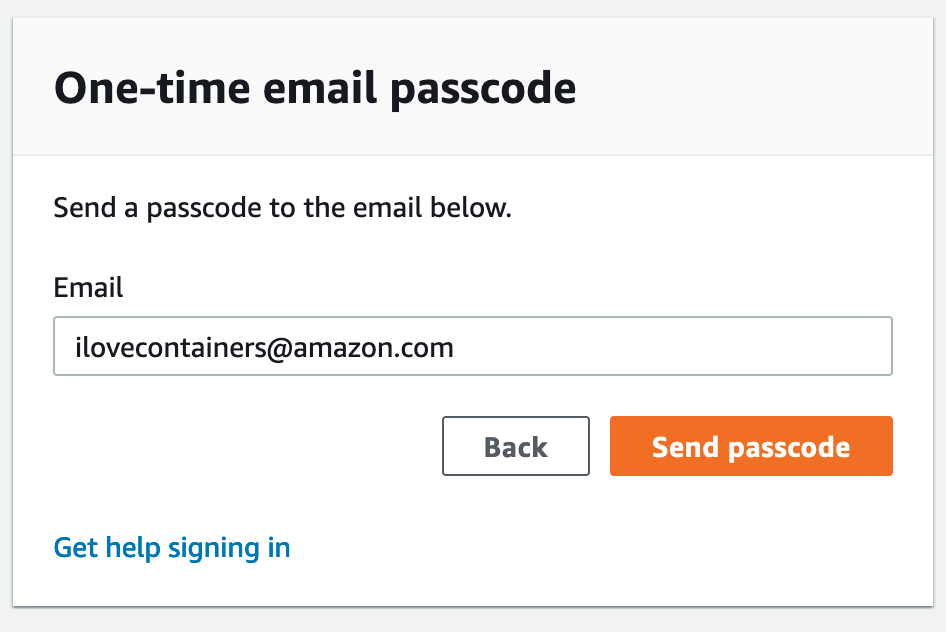 One-time email passcode
Send a passcode to the email below.
Email
ilovecontainers@amazon.com
Back
Send passcode
Get help signing in